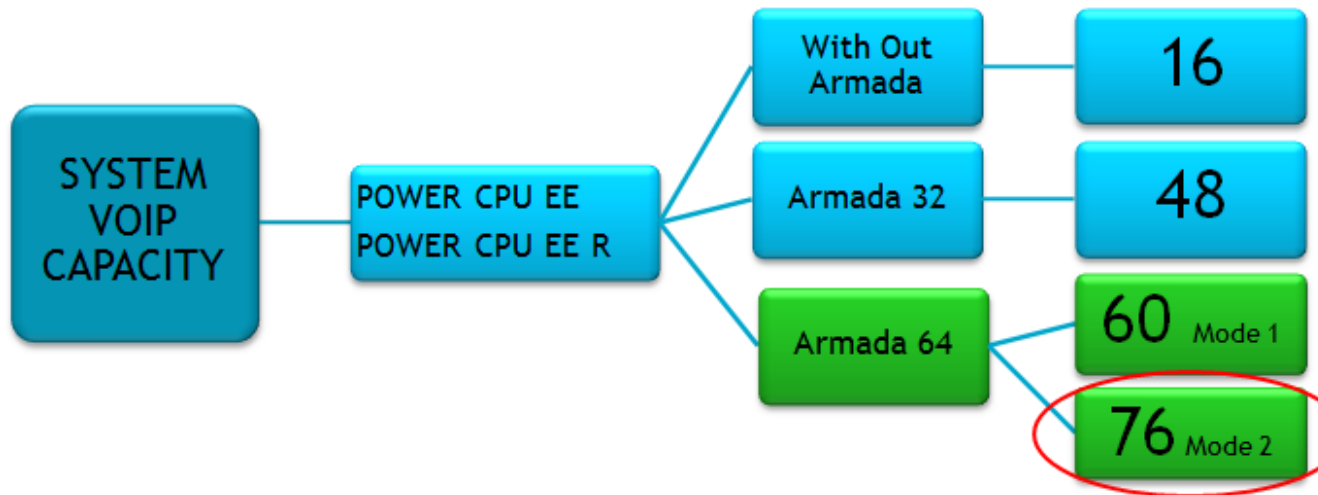 SYSTEM
VOIP
CAPACITY
POWER CPU EE
POWER CPU EE R
With Out
Armada
16
Armada 32
48
Armada 64
60 Mode 1
76 Mode 2